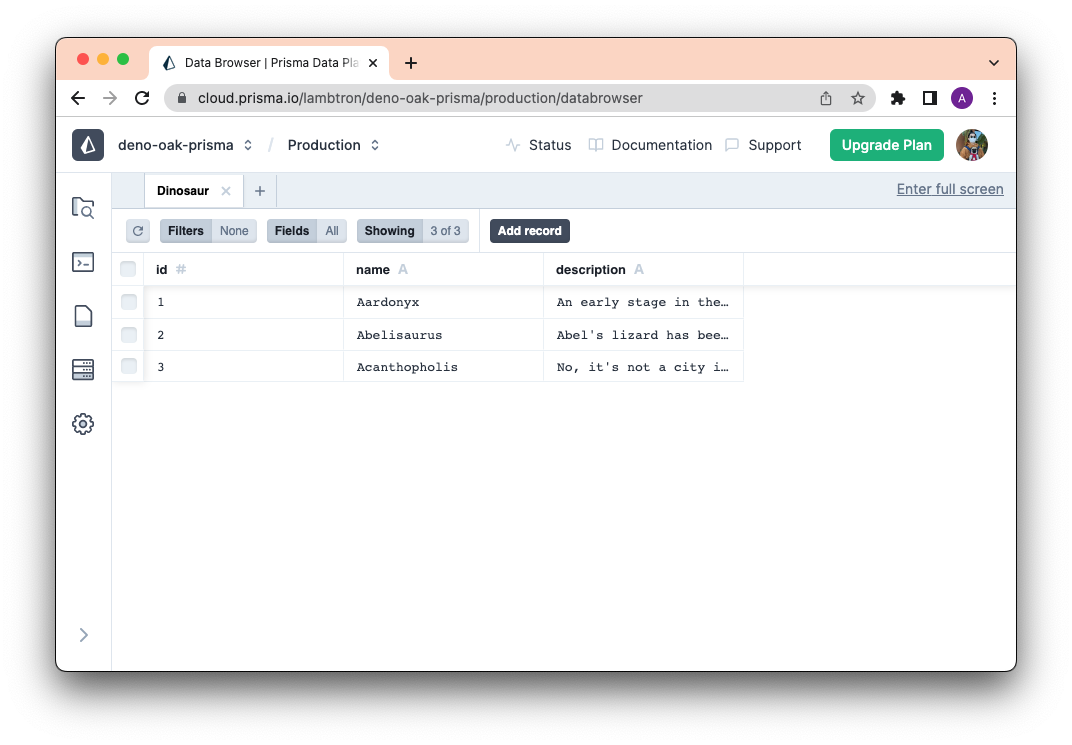 Data Browser | Prisma Data Pla
cloud.prisma.io/lambtron/deno-oak-prisma/production/databrowser
A
deno-oak-prisma / Production Status Documentation Support Upgrade Plan
Dinosaur Enter full screen
Filters None Fields All Showing 3 of 3 Add record
id # name A description A
1 Aardonyx An early stage in the…
2 Abelisaurus Abel's lizard has bee…
3 Acanthopholis No, it's not a city i…